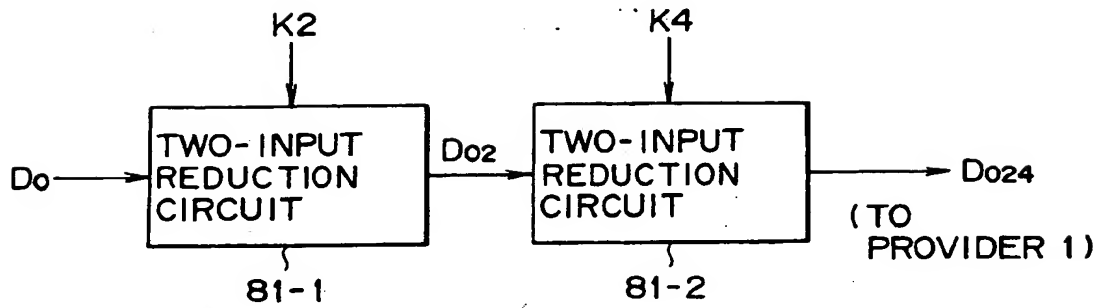 K2
K4
Do
TWO-INPUT
REDUCTION
CIRCUIT
Do2
TWO-INPUT
REDUCTION
CIRCUIT
Do24
(TO
PROVIDER 1)
81-1
81-2